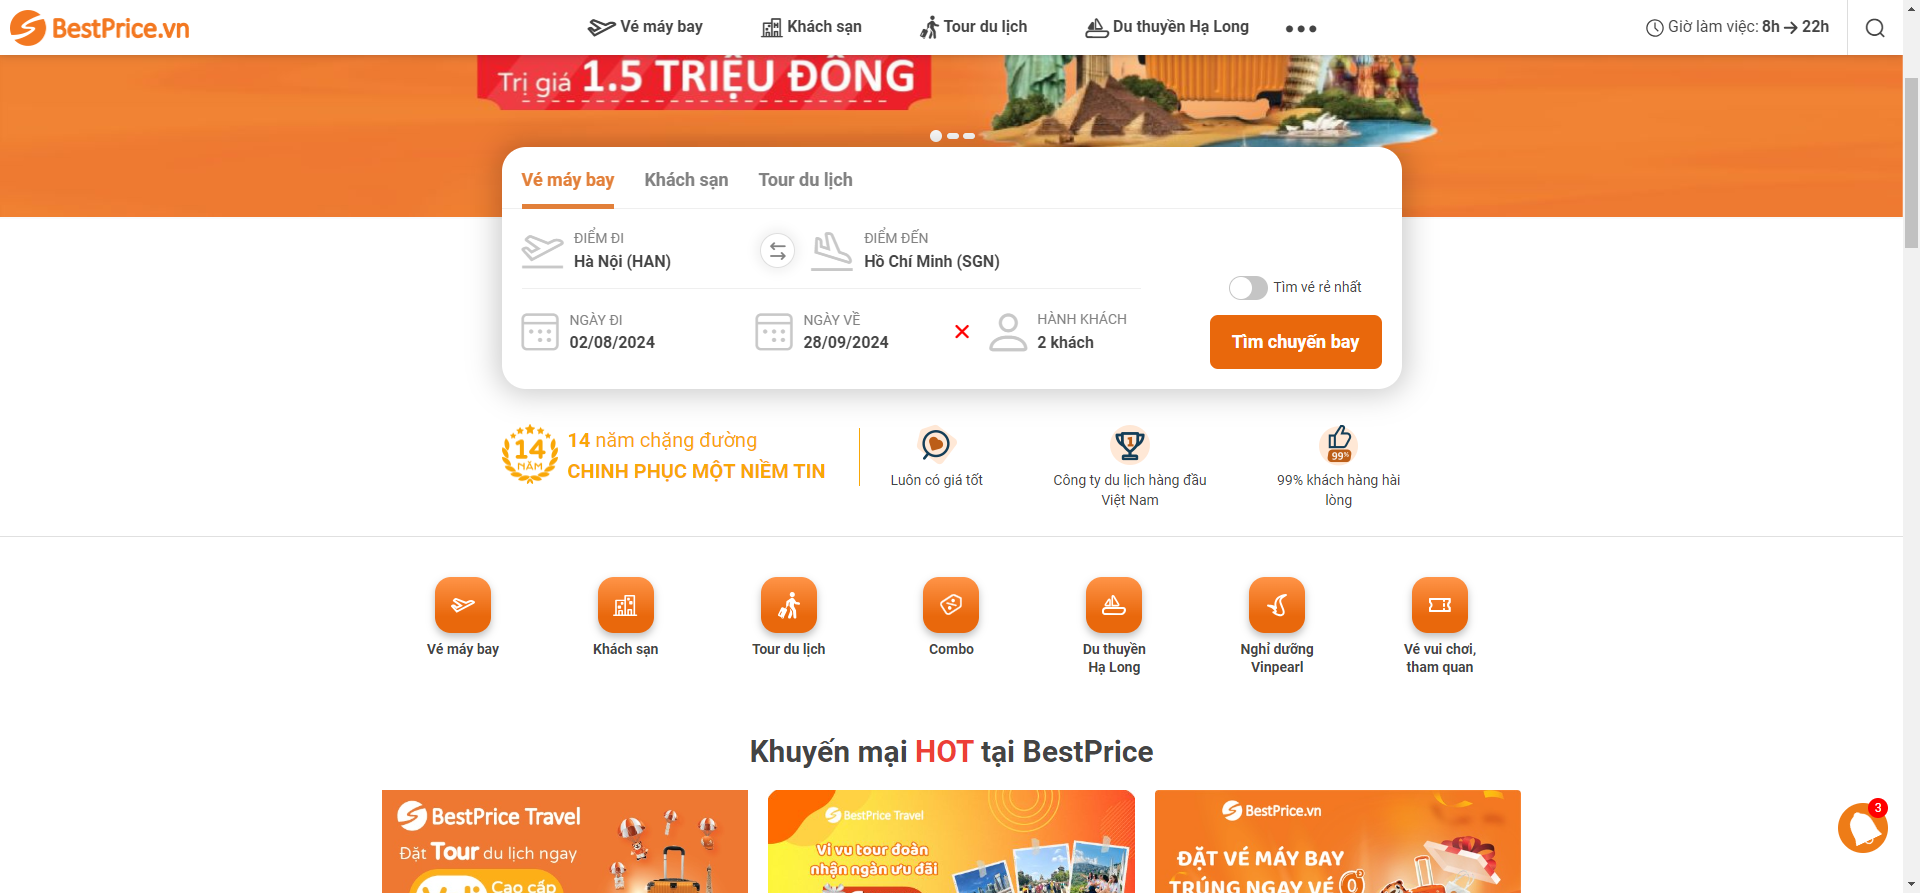 BestPrice.vn
Vé máy bay
Khách sạn
Tour du lịch
Du thuyền Hạ Long
Giờ làm việc: 8h → 22h
Trị giá 1.5 TRIỆU ĐỒNG
Vé máy bay
Khách sạn
Tour du lịch
ĐIỂM ĐI
Hà Nội (HAN)
ĐIỂM ĐẾN
Hồ Chí Minh (SGN)
Tìm vé rẻ nhất
NGÀY ĐI
02/08/2024
NGÀY VỀ
28/09/2024
HÀNH KHÁCH
2 khách
Tìm chuyến bay
14
NĂM
14 năm chặng đường
CHINH PHỤC MỘT NIỀM TIN
Luôn có giá tốt
1
Công ty du lịch hàng đầu
Việt Nam
99%
99% khách hàng hài
lòng
Vé máy bay
Khách sạn
Tour du lịch
Combo
Du thuyền
Hạ Long
Nghỉ dưỡng
Vinpearl
Vé vui chơi,
tham quan
Khuyến mại HOT tại BestPrice
BestPrice Travel
Đặt Tour du lịch ngay
Cao cấp
BestPrice Travel
Vi vu tour đoàn
nhận ngàn ưu đãi
BestPrice.vn
ĐẶT VÉ MÁY BAY
TRÚNG NGAY VÉ 0
3